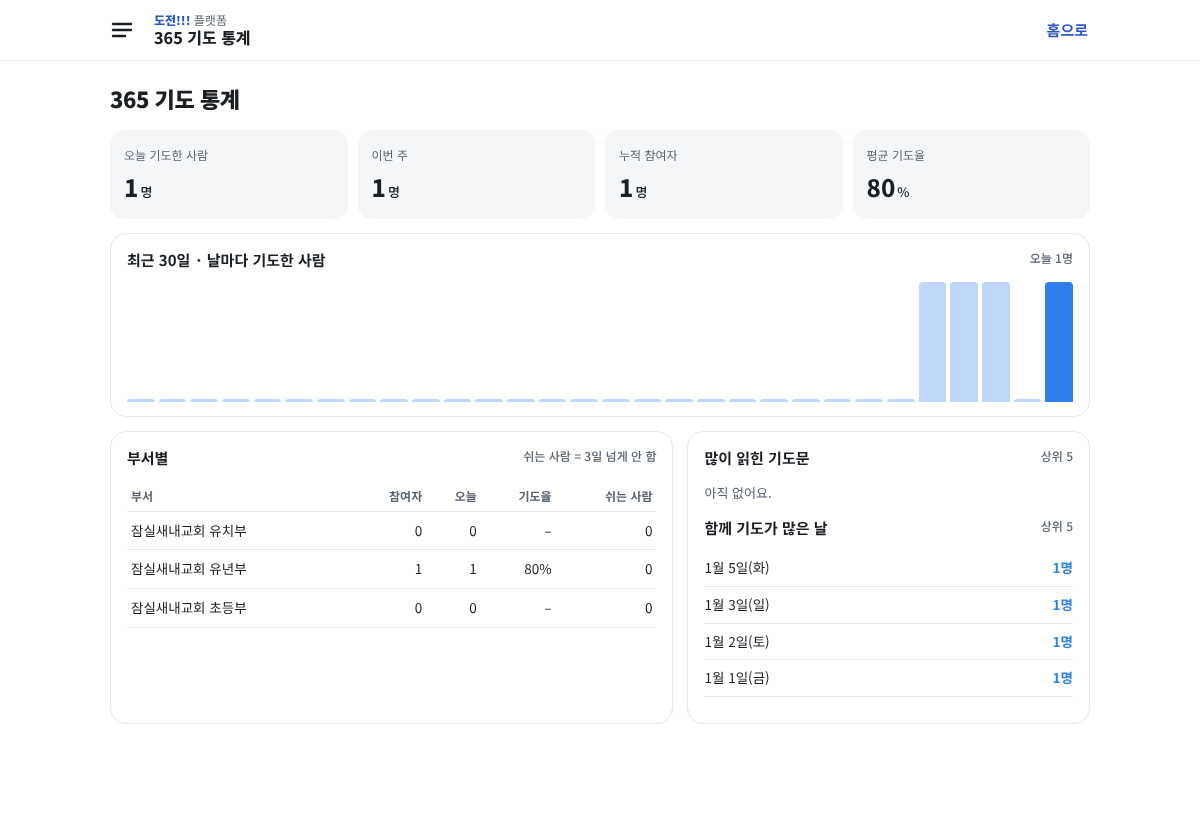 도전!!! 플랫폼
365 기도 통계
홈으로
365 기도 통계
오늘 기도한 사람
1 명
이번 주
1 명
누적 참여자
1 명
평균 기도율
80 %
최근 30일 · 날마다 기도한 사람
오늘 1명
부서별
쉬는 사람 = 3일 넘게 안 함
부서 참여자 오늘 기도율 쉬는 사람
잠실새내교회 유치부 0 0 – 0
잠실새내교회 유년부 1 1 80% 0
잠실새내교회 초등부 0 0 – 0
많이 읽힌 기도문
상위 5
아직 없어요.
함께 기도가 많은 날
상위 5
1월 5일(화) 1명
1월 3일(일) 1명
1월 2일(토) 1명
1월 1일(금) 1명